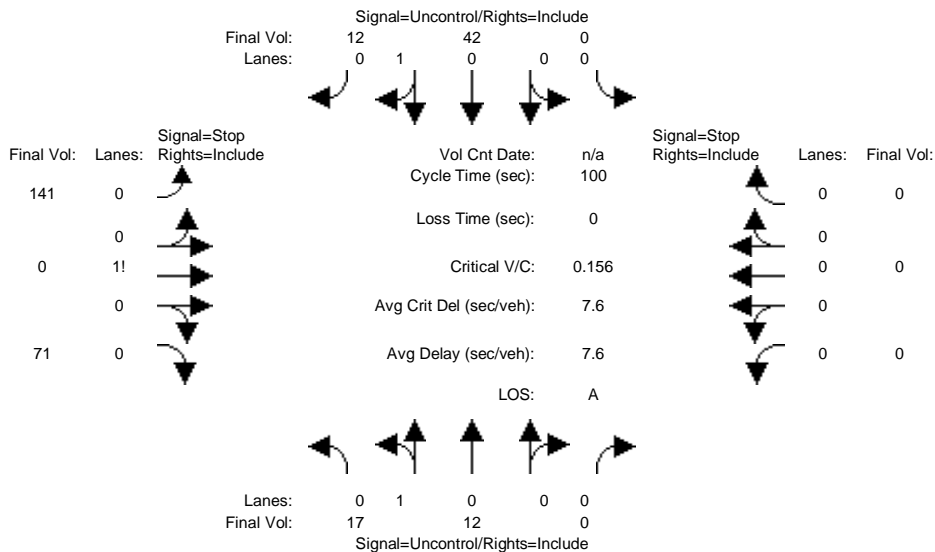 Signal=Uncontrol/Rights=Include
Final Vol: 12 42 0
Lanes: 0 1 0 0 0
Signal=Stop
Final Vol: Lanes: Rights=Include
Vol Cnt Date: n/a
Signal=Stop
Rights=Include Lanes: Final Vol:
Cycle Time (sec): 100
141 0
0 0
Loss Time (sec): 0
0
0
0 1!
Critical V/C: 0.156
0 0
0
Avg Crit Del (sec/veh): 7.6
0
71 0
Avg Delay (sec/veh): 7.6
0 0
LOS: A
Lanes: 0 1 0 0 0
Final Vol: 17 12 0
Signal=Uncontrol/Rights=Include